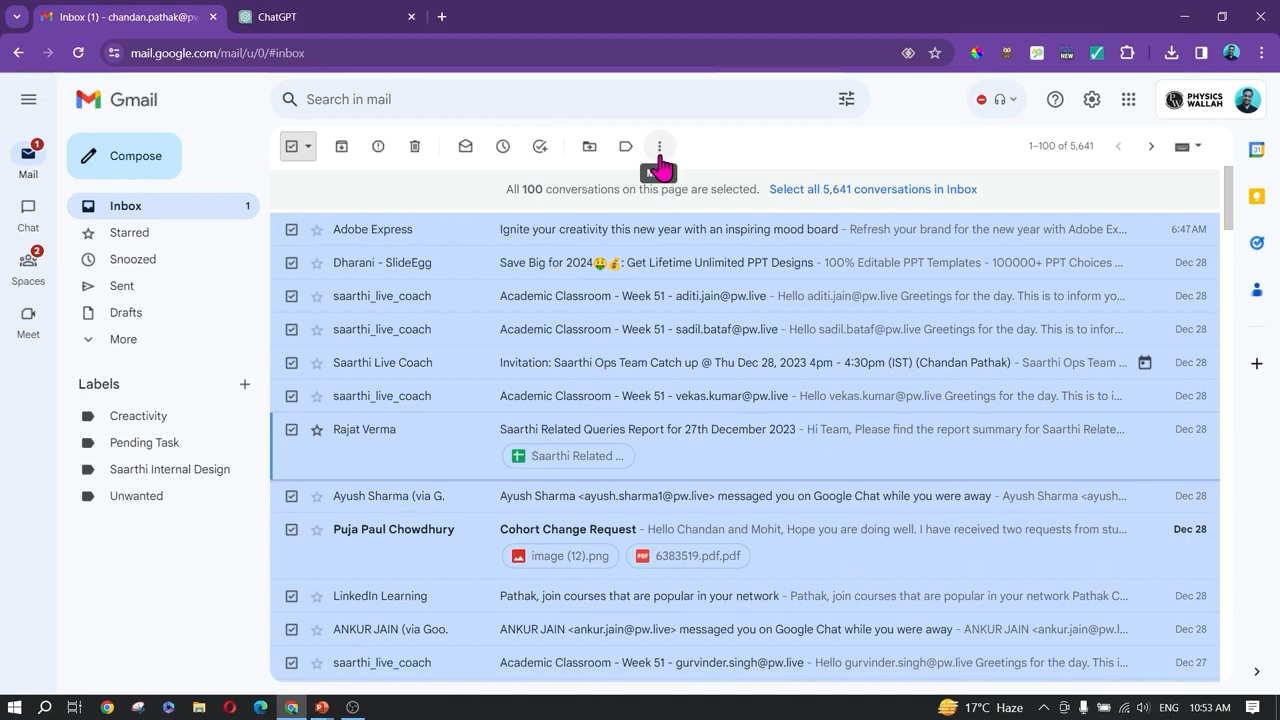 Inbox (1) - chandan.pathak@pw
ChatGPT
mail.google.com/mail/u/0/#inbox
NEW
Gmail
Search in mail
PHYSICS
WALLAH
Mail
1
Chat
Spaces
2
Meet
Compose
Inbox 1
Starred
Snoozed
Sent
Drafts
More
Labels
Creactivity
Pending Task
Saarthi Internal Design
Unwanted
1–100 of 5,641
All 100 conversations on this page are selected. Select all 5,641 conversations in Inbox
Adobe Express Ignite your creativity this new year with an inspiring mood board - Refresh your brand for the new year with Adobe Ex... 6:47 AM
Dharani - SlideEgg Save Big for 2024🤑💰: Get Lifetime Unlimited PPT Designs - 100% Editable PPT Templates - 100000+ PPT Choices ... Dec 28
saarthi_live_coach Academic Classroom - Week 51 - aditi.jain@pw.live - Hello aditi.jain@pw.live Greetings for the day. This is to inform yo... Dec 28
saarthi_live_coach Academic Classroom - Week 51 - sadil.bataf@pw.live - Hello sadil.bataf@pw.live Greetings for the day. This is to infor... Dec 28
Saarthi Live Coach Invitation: Saarthi Ops Team Catch up @ Thu Dec 28, 2023 4pm - 4:30pm (IST) (Chandan Pathak) - Saarthi Ops Team ... Dec 28
saarthi_live_coach Academic Classroom - Week 51 - vekas.kumar@pw.live - Hello vekas.kumar@pw.live Greetings for the day. This is to i... Dec 28
Rajat Verma Saarthi Related Queries Report for 27th December 2023 - Hi Team, Please find the report summary for Saarthi Relate... Dec 28
Saarthi Related ...
Ayush Sharma (via G. Ayush Sharma <ayush.sharma1@pw.live> messaged you on Google Chat while you were away - Ayush Sharma <ayush... Dec 28
Puja Paul Chowdhury Cohort Change Request - Hello Chandan and Mohit, Hope you are doing well. I have received two requests from stu... Dec 28
image (12).png 6383519.pdf.pdf
LinkedIn Learning Pathak, join courses that are popular in your network - Pathak, join courses that are popular in your network Pathak C... Dec 28
ANKUR JAIN (via Goo. ANKUR JAIN <ankur.jain@pw.live> messaged you on Google Chat while you were away - ANKUR JAIN <ankur.jain@pw.l... Dec 28
saarthi_live_coach Academic Classroom - Week 51 - gurvinder.singh@pw.live - Hello gurvinder.singh@pw.live Greetings for the day. This i... Dec 27
17°C Haze
ENG
10:53 AM